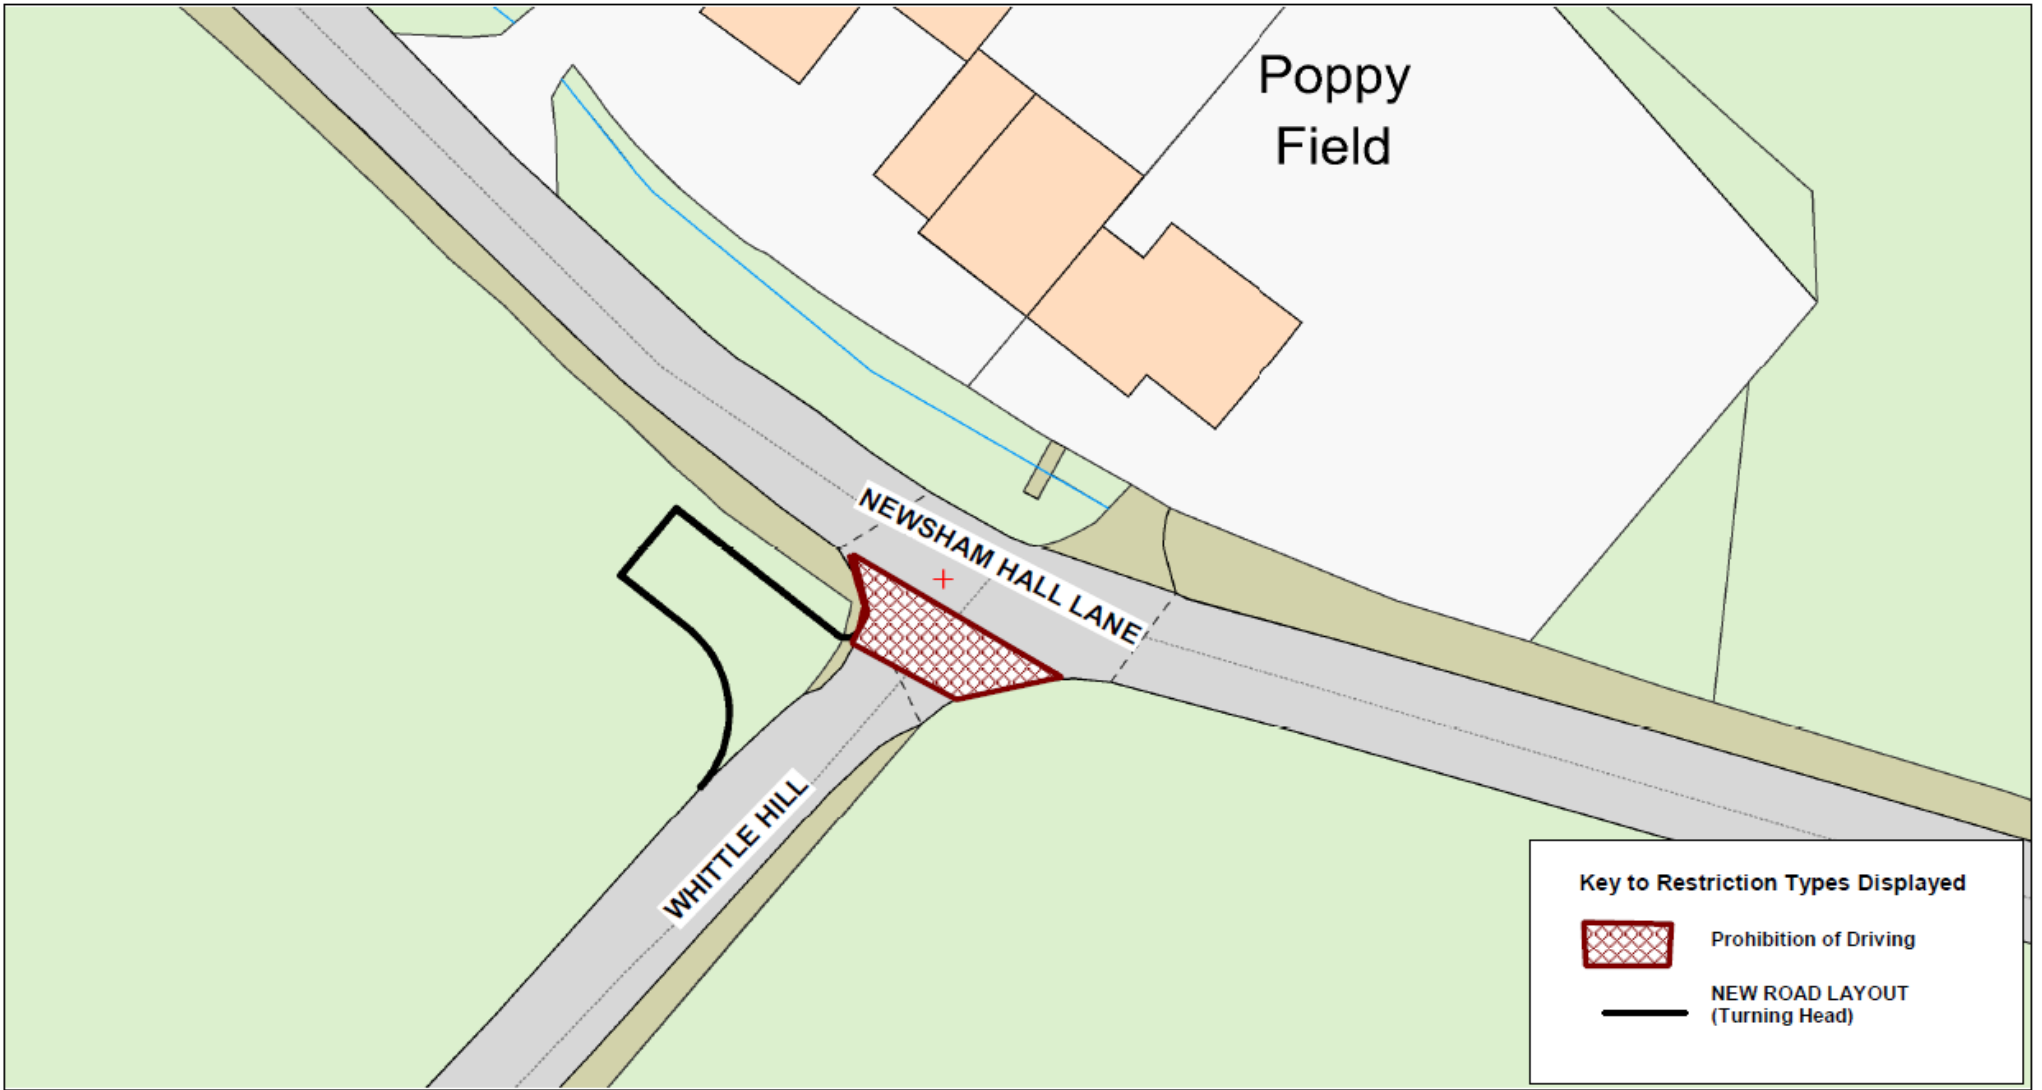 Poppy
Field
NEWSHAM HALL LANE
WHITTLE HILL
Key to Restriction Types Displayed
Prohibition of Driving
NEW ROAD LAYOUT
(Turning Head)